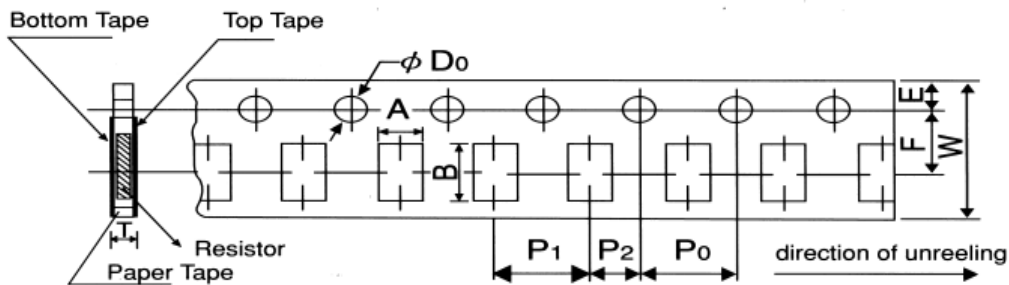 Bottom Tape
Top Tape
ϕ D0
A
B
E
F
W
T
Resistor
Paper Tape
P1
P2
P0
direction of unreeling